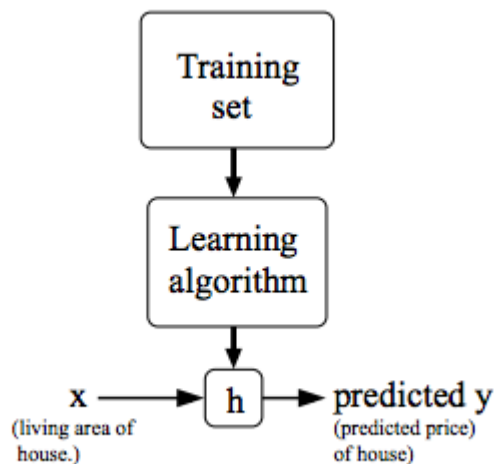 Training
set
Learning
algorithm
x
h
predicted y
(living area of
house.)
(predicted price)
of house)